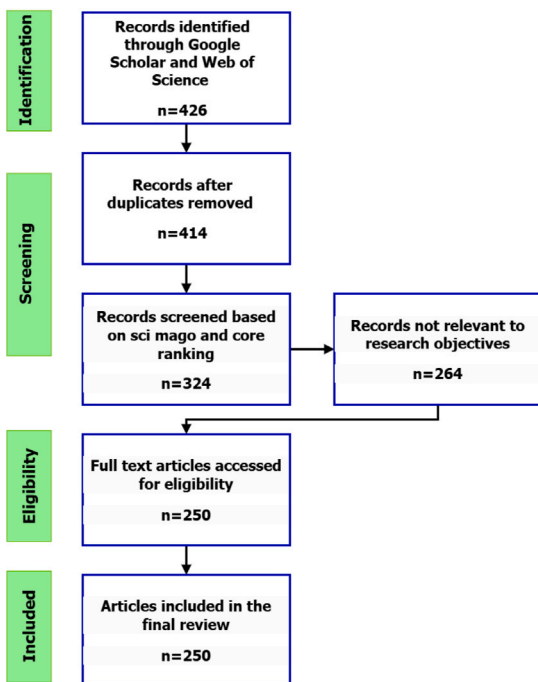 Identification
Records identified
through Google
Scholar and Web of
Science
n=426
Screening
Records after
duplicates removed
n=414
Records screened based
on sci mago and core
ranking
n=324
Records not relevant to
research objectives
n=264
Eligibility
Full text articles accessed
for eligibility
n=250
Included
Articles included in the
final review
n=250